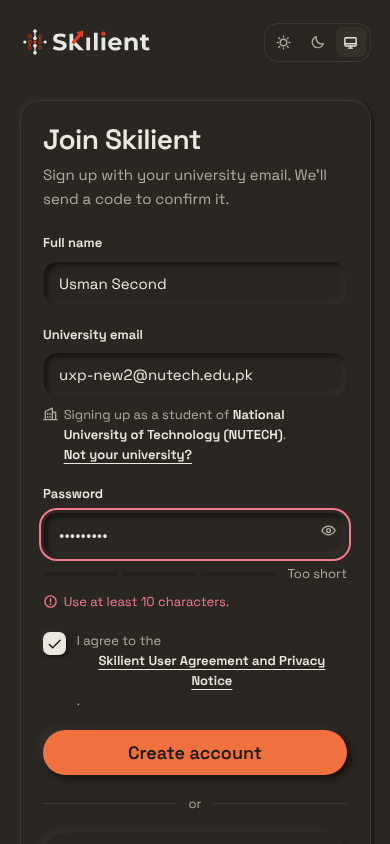 Skilient
Join Skilient
Sign up with your university email. We'll
send a code to confirm it.
Full name
Usman Second
University email
uxp-new2@nutech.edu.pk
Signing up as a student of National
University of Technology (NUTECH).
Not your university?
Password
•••••••••
Too short
Use at least 10 characters.
I agree to the
Skilient User Agreement and Privacy
Notice
.
Create account
or